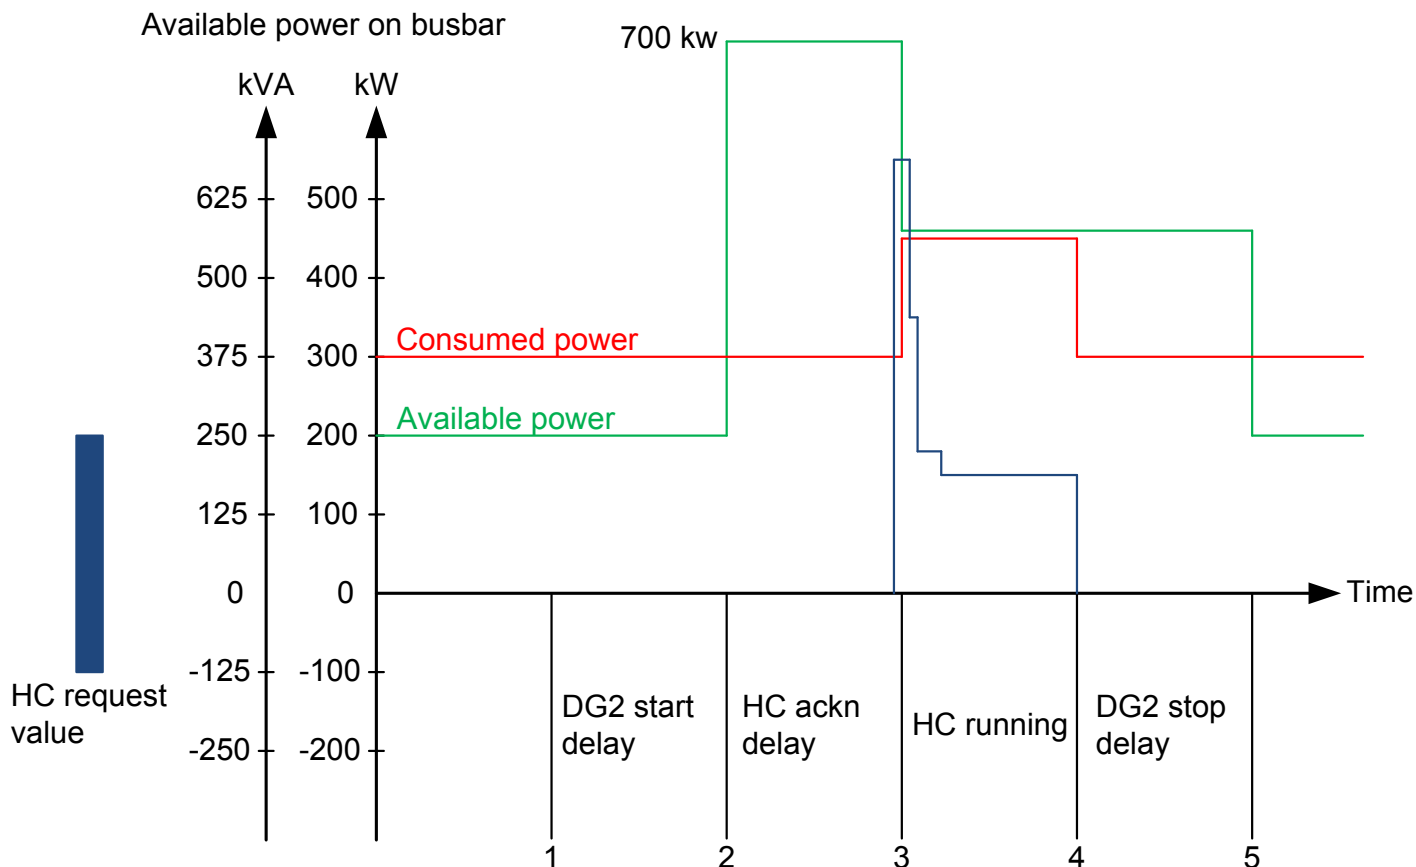 Available power on busbar
700 kw
kVA
kW
625
500
500
400
375
300
250
200
125
100
0
0
-125
-100
-250
-200
Consumed power
Available power
Time
HC request
value
DG2 start
delay
HC ackn
delay
HC running
DG2 stop
delay
1
2
3
4
5